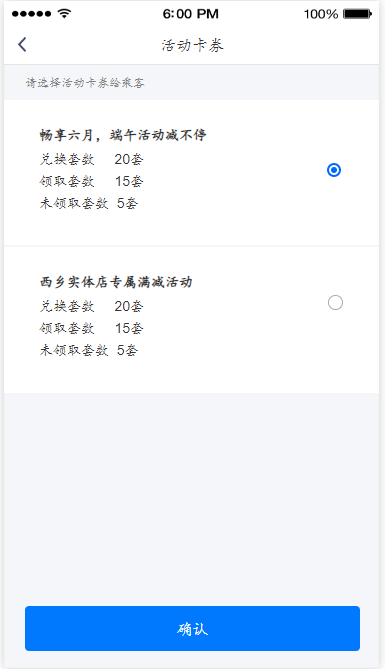 6:00 PM
100%
活动卡券
请选择活动卡券给乘客
畅享六月，端午活动减不停
兑换套数 20套
领取套数 15套
未领取套数 5套
西乡实体店专属满减活动
兑换套数 20套
领取套数 15套
未领取套数 5套
确认